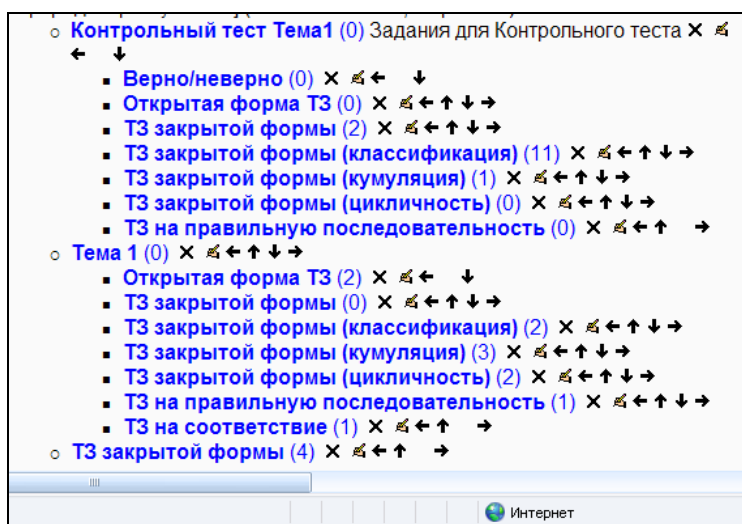 Контрольный тест Тема1 (0) Задания для Контрольного теста
Верно/неверно (0)
Открытая форма ТЗ (0)
ТЗ закрытой формы (2)
ТЗ закрытой формы (классификация) (11)
ТЗ закрытой формы (кумуляция) (1)
ТЗ закрытой формы (цикличность) (0)
ТЗ на правильную последовательность (0)
Тема 1 (0)
Открытая форма ТЗ (2)
ТЗ закрытой формы (0)
ТЗ закрытой формы (классификация) (2)
ТЗ закрытой формы (кумуляция) (3)
ТЗ закрытой формы (цикличность) (2)
ТЗ на правильную последовательность (1)
ТЗ на соответствие (1)
ТЗ закрытой формы (4)
Интернет